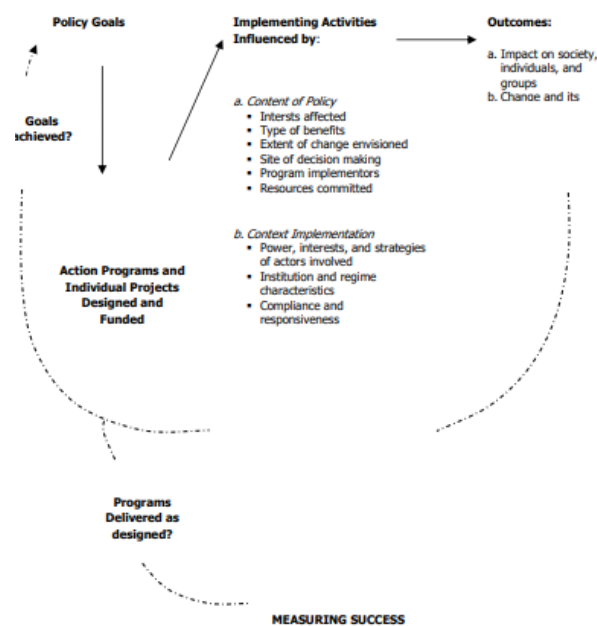 Policy Goals
Goals
achieved?
Action Programs and
Individual Projects
Designed and
Funded
Implementing Activities
Influenced by:
a. Content of Policy
▪ Intersts affected
▪ Type of benefits
▪ Extent of change envisioned
▪ Site of decision making
▪ Program implementors
▪ Resources committed
b. Context Implementation
▪ Power, interests, and strategies
of actors involved
▪ Institution and regime
characteristics
▪ Compliance and
responsiveness
Outcomes:
a. Impact on society,
individuals, and
groups
b. Change and its
Programs
Delivered as
designed?
MEASURING SUCCESS